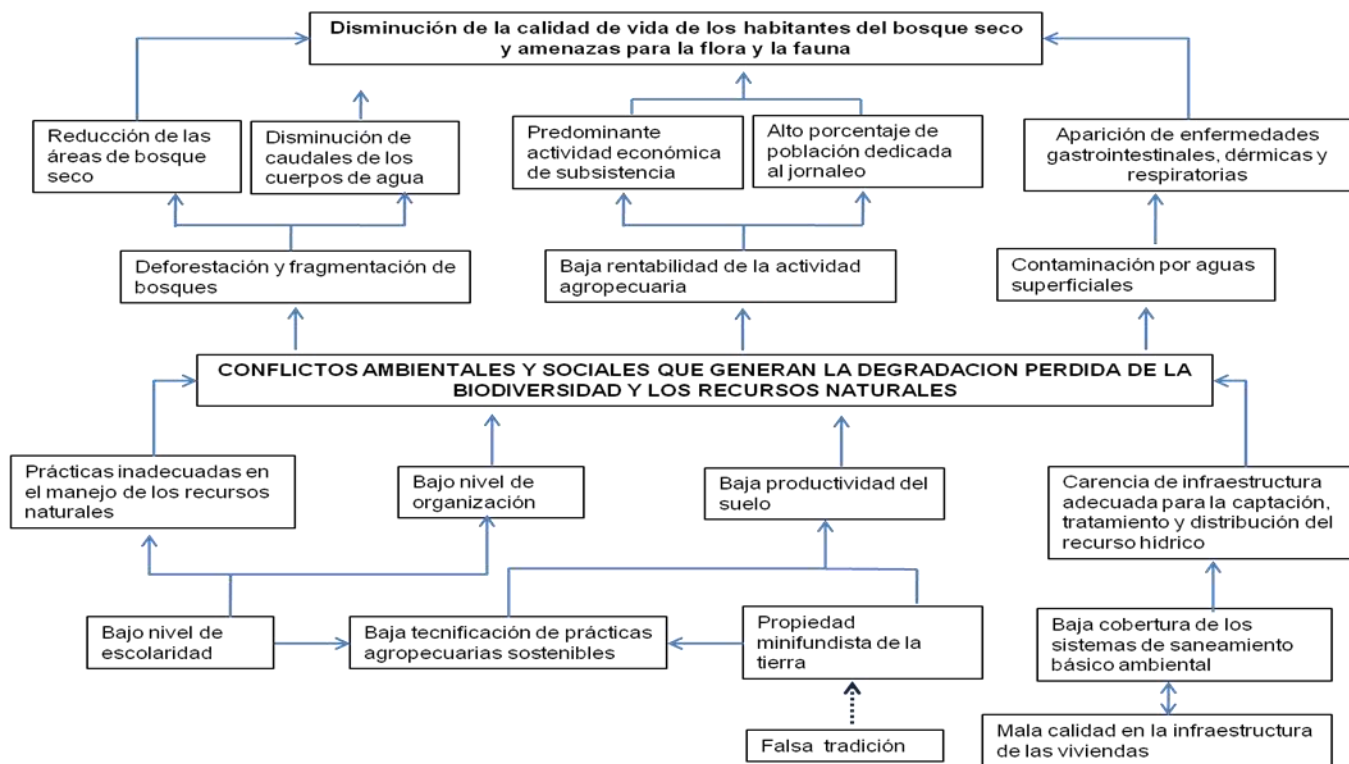 Disminución de la calidad de vida de los habitantes del bosque seco
y amenazas para la flora y la fauna
Reducción de las
áreas de bosque
seco
Disminución de
caudales de los
cuerpos de agua
Predominante
actividad económica
de subsistencia
Alto porcentaje de
población dedicada
al jornaleo
Aparición de enfermedades
gastrointestinales, dérmicas y
respiratorias
Deforestación y fragmentación de
bosques
Baja rentabilidad de la actividad
agropecuaria
Contaminación por aguas
superficiales
CONFLICTOS AMBIENTALES Y SOCIALES QUE GENERAN LA DEGRADACION PERDIDA DE LA
BIODIVERSIDAD Y LOS RECURSOS NATURALES
Prácticas inadecuadas en
el manejo de los recursos
naturales
Bajo nivel de
organización
Baja productividad del
suelo
Carencia de infraestructura
adecuada para la captación,
tratamiento y distribución del
recurso hídrico
Bajo nivel de
escolaridad
Baja tecnificación de prácticas
agropecuarias sostenibles
Propiedad
minifundista de la
tierra
Baja cobertura de los
sistemas de saneamiento
básico ambiental
Falsa tradición
Mala calidad en la infraestructura
de las viviendas